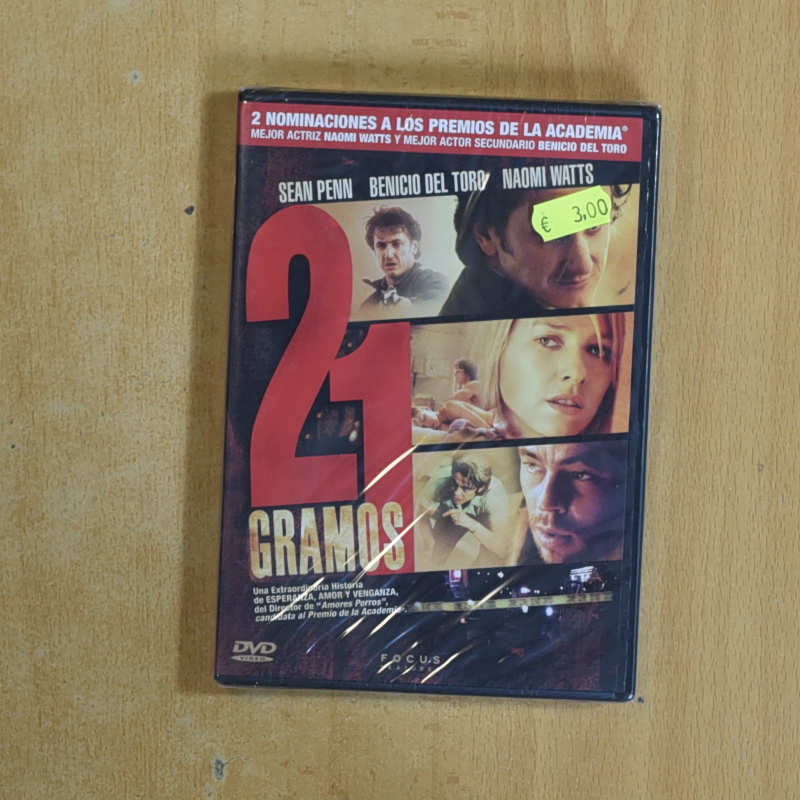 2 NOMINACIONES A LOS PREMIOS DE LA ACADEMIA®
MEJOR ACTRIZ NAOMI WATTS Y MEJOR ACTOR SECUNDARIO BENICIO DEL TORO
SEAN PENN BENICIO DEL TORO NAOMI WATTS
€ 3,00
21
GRAMOS
Una Extraordinaria Historia
de ESPERANZA, AMOR Y VENGANZA,
del Director de "Amores Perros",
candidata al Premio de la Academia.
DVD
VIDEO
FOCUS
FEATURES